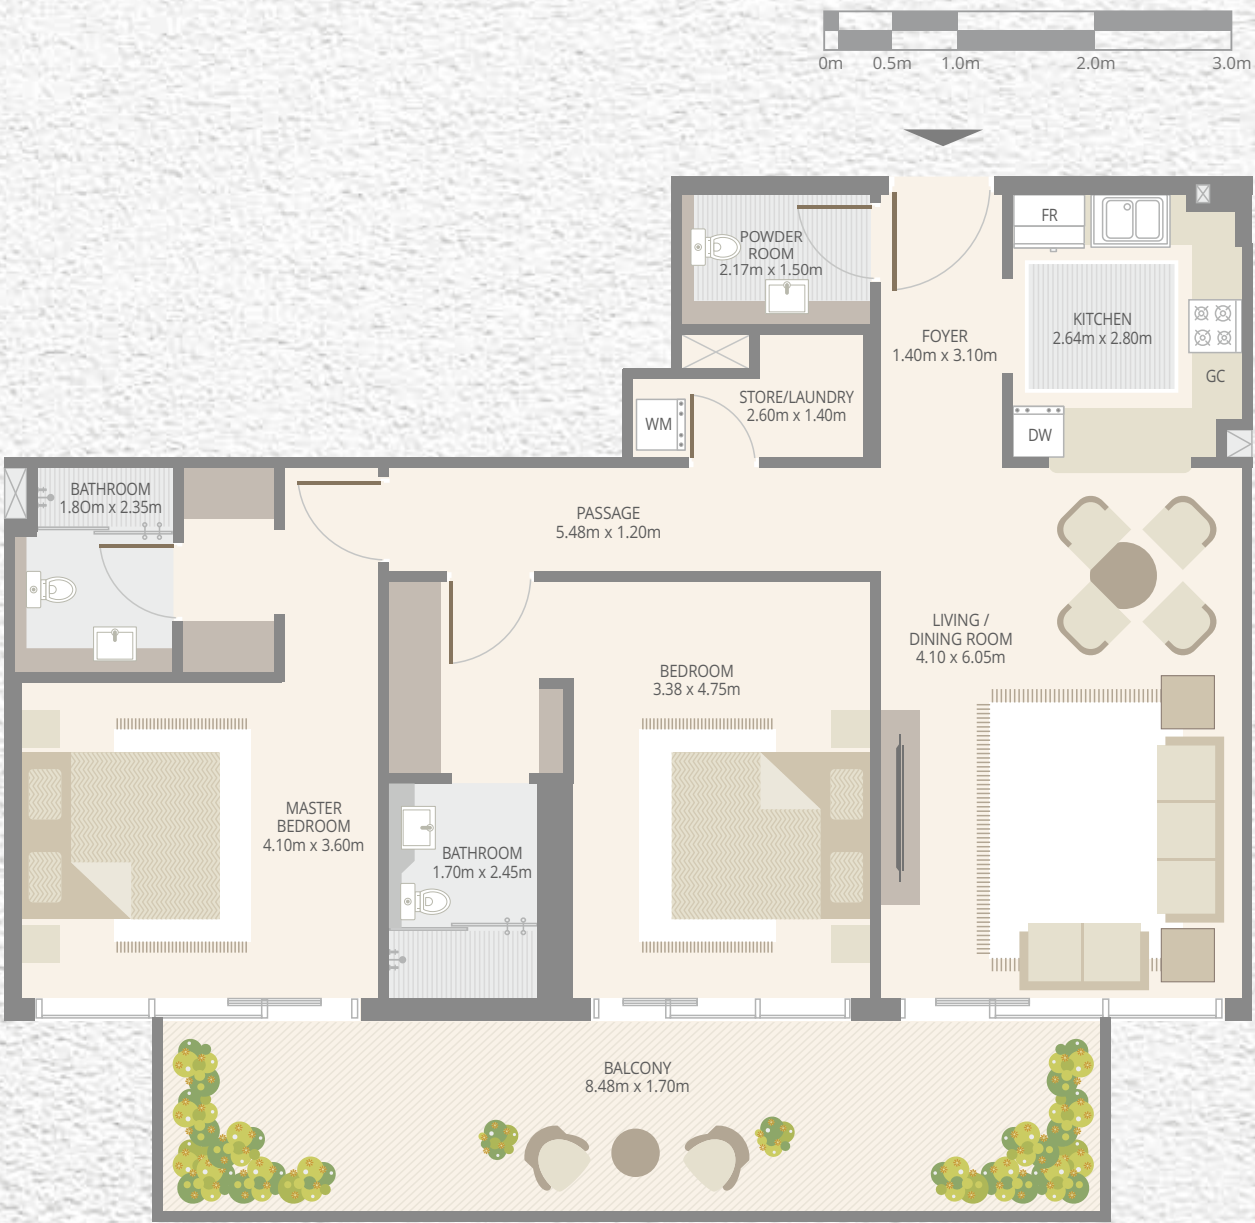 0m 0.5m 1.0m 2.0m 3.0m
POWDER
ROOM
2.17m x 1.50m
FR
KITCHEN
2.64m x 2.80m
FOYER
1.40m x 3.10m
GC
STORE/LAUNDRY
2.60m x 1.40m
WM
DW
BATHROOM
1.8Om x 2.35m
PASSAGE
5.48m x 1.20m
LIVING /
DINING ROOM
4.10 x 6.05m
BEDROOM
3.38 x 4.75m
MASTER
BEDROOM
4.10m x 3.60m
BATHROOM
1.70m x 2.45m
BALCONY
8.48m x 1.70m